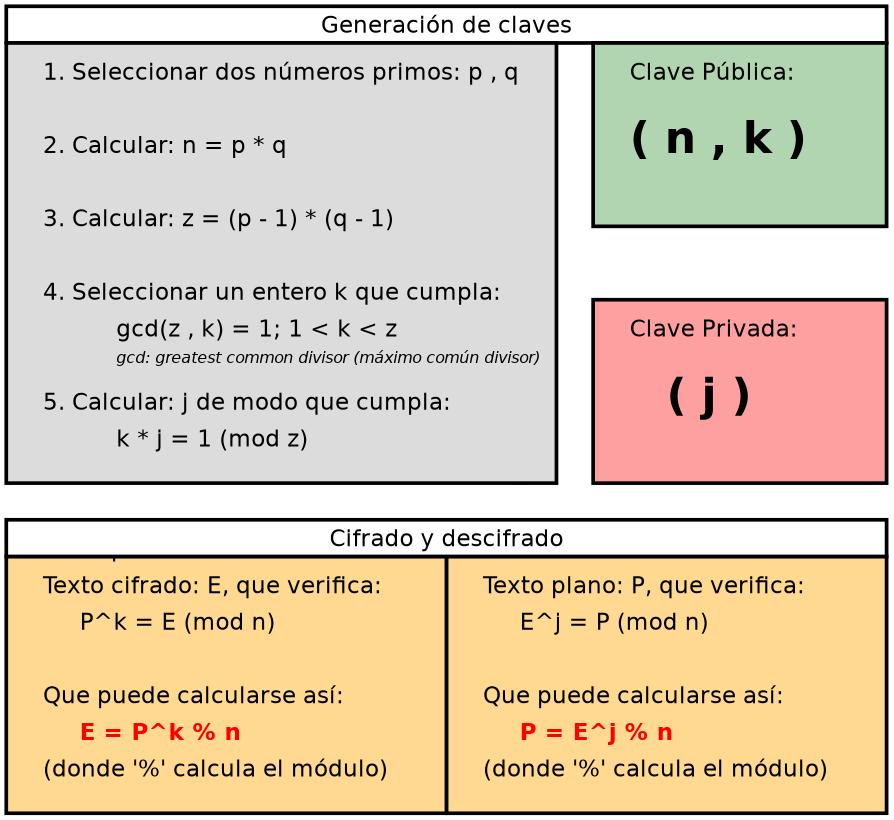 Generación de claves
1. Seleccionar dos números primos: p , q
2. Calcular: n = p * q
3. Calcular: z = (p - 1) * (q - 1)
4. Seleccionar un entero k que cumpla:
gcd(z , k) = 1; 1 < k < z
gcd: greatest common divisor (máximo común divisor)
5. Calcular: j de modo que cumpla:
k * j = 1 (mod z)
Clave Pública:
( n , k )
Clave Privada:
( j )
Cifrado y descifrado
Texto cifrado: E, que verifica:
P^k = E (mod n)
Que puede calcularse así:
E = P^k % n
(donde '%' calcula el módulo)
Texto plano: P, que verifica:
E^j = P (mod n)
Que puede calcularse así:
P = E^j % n
(donde '%' calcula el módulo)